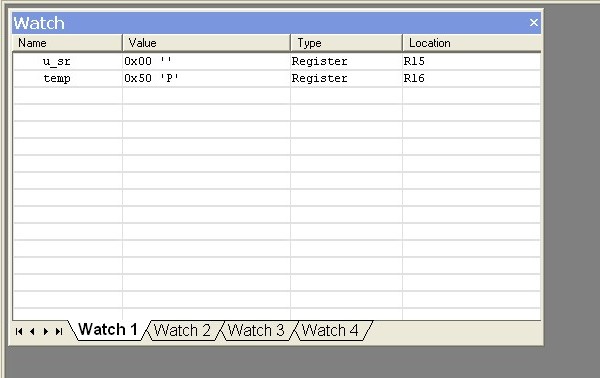 Watch
Name Value Type Location
u_sr 0x00 '' Register R15
temp 0x50 'P' Register R16
Watch 1 Watch 2 Watch 3 Watch 4